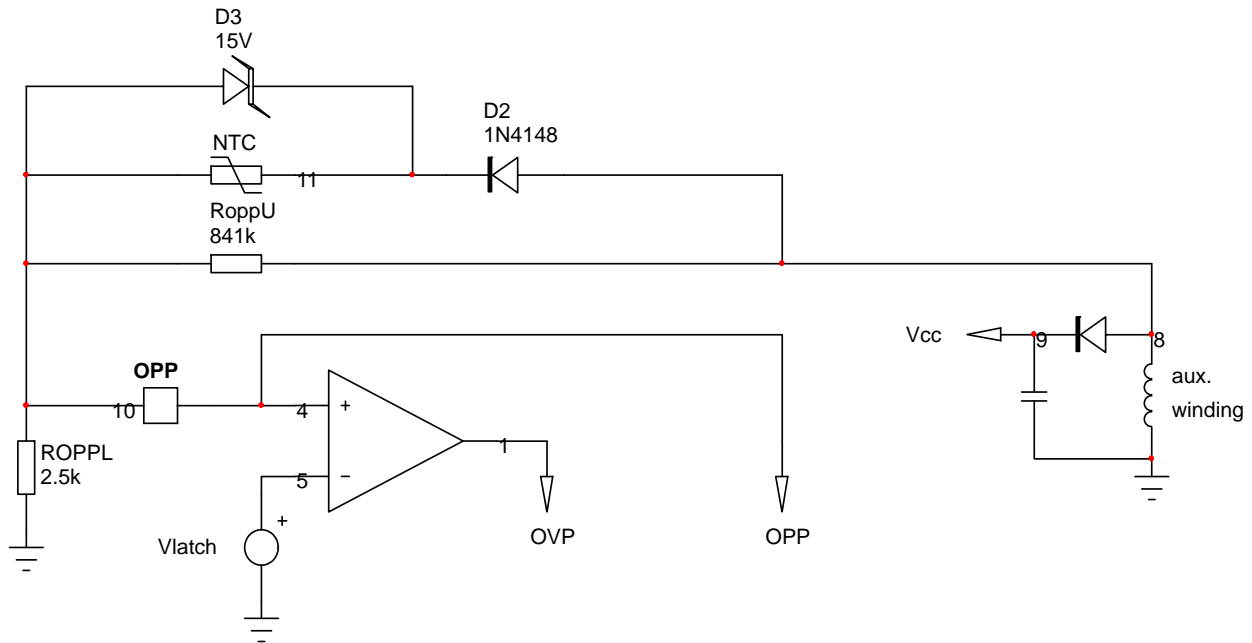 D3
15V
D2
1N4148
NTC
11
RoppU
841k
Vcc
9
8
OPP
aux.
winding
10
4
+
ROPPL
2.5k
1
5
−
+
Vlatch
OVP
OPP